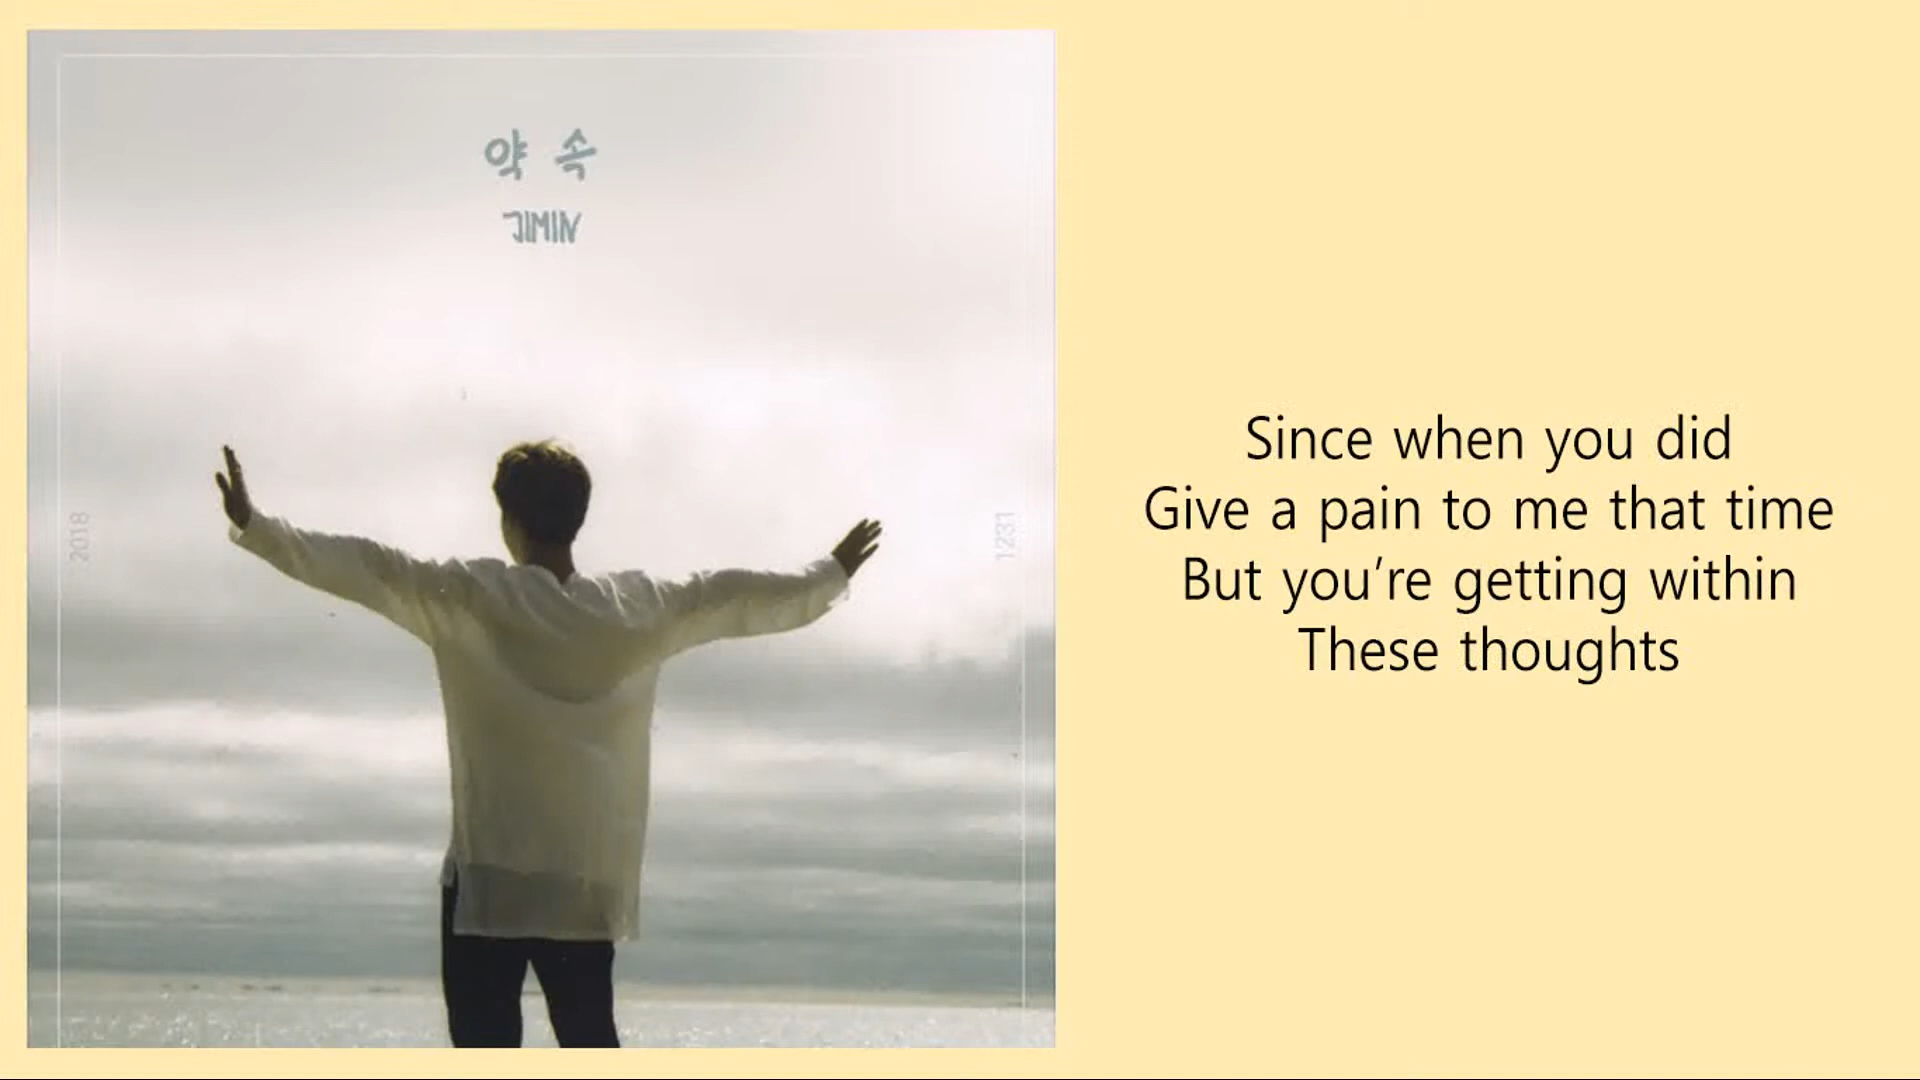 약속
JIMIN
2018
1231
Since when you did
Give a pain to me that time
But you're getting within
These thoughts